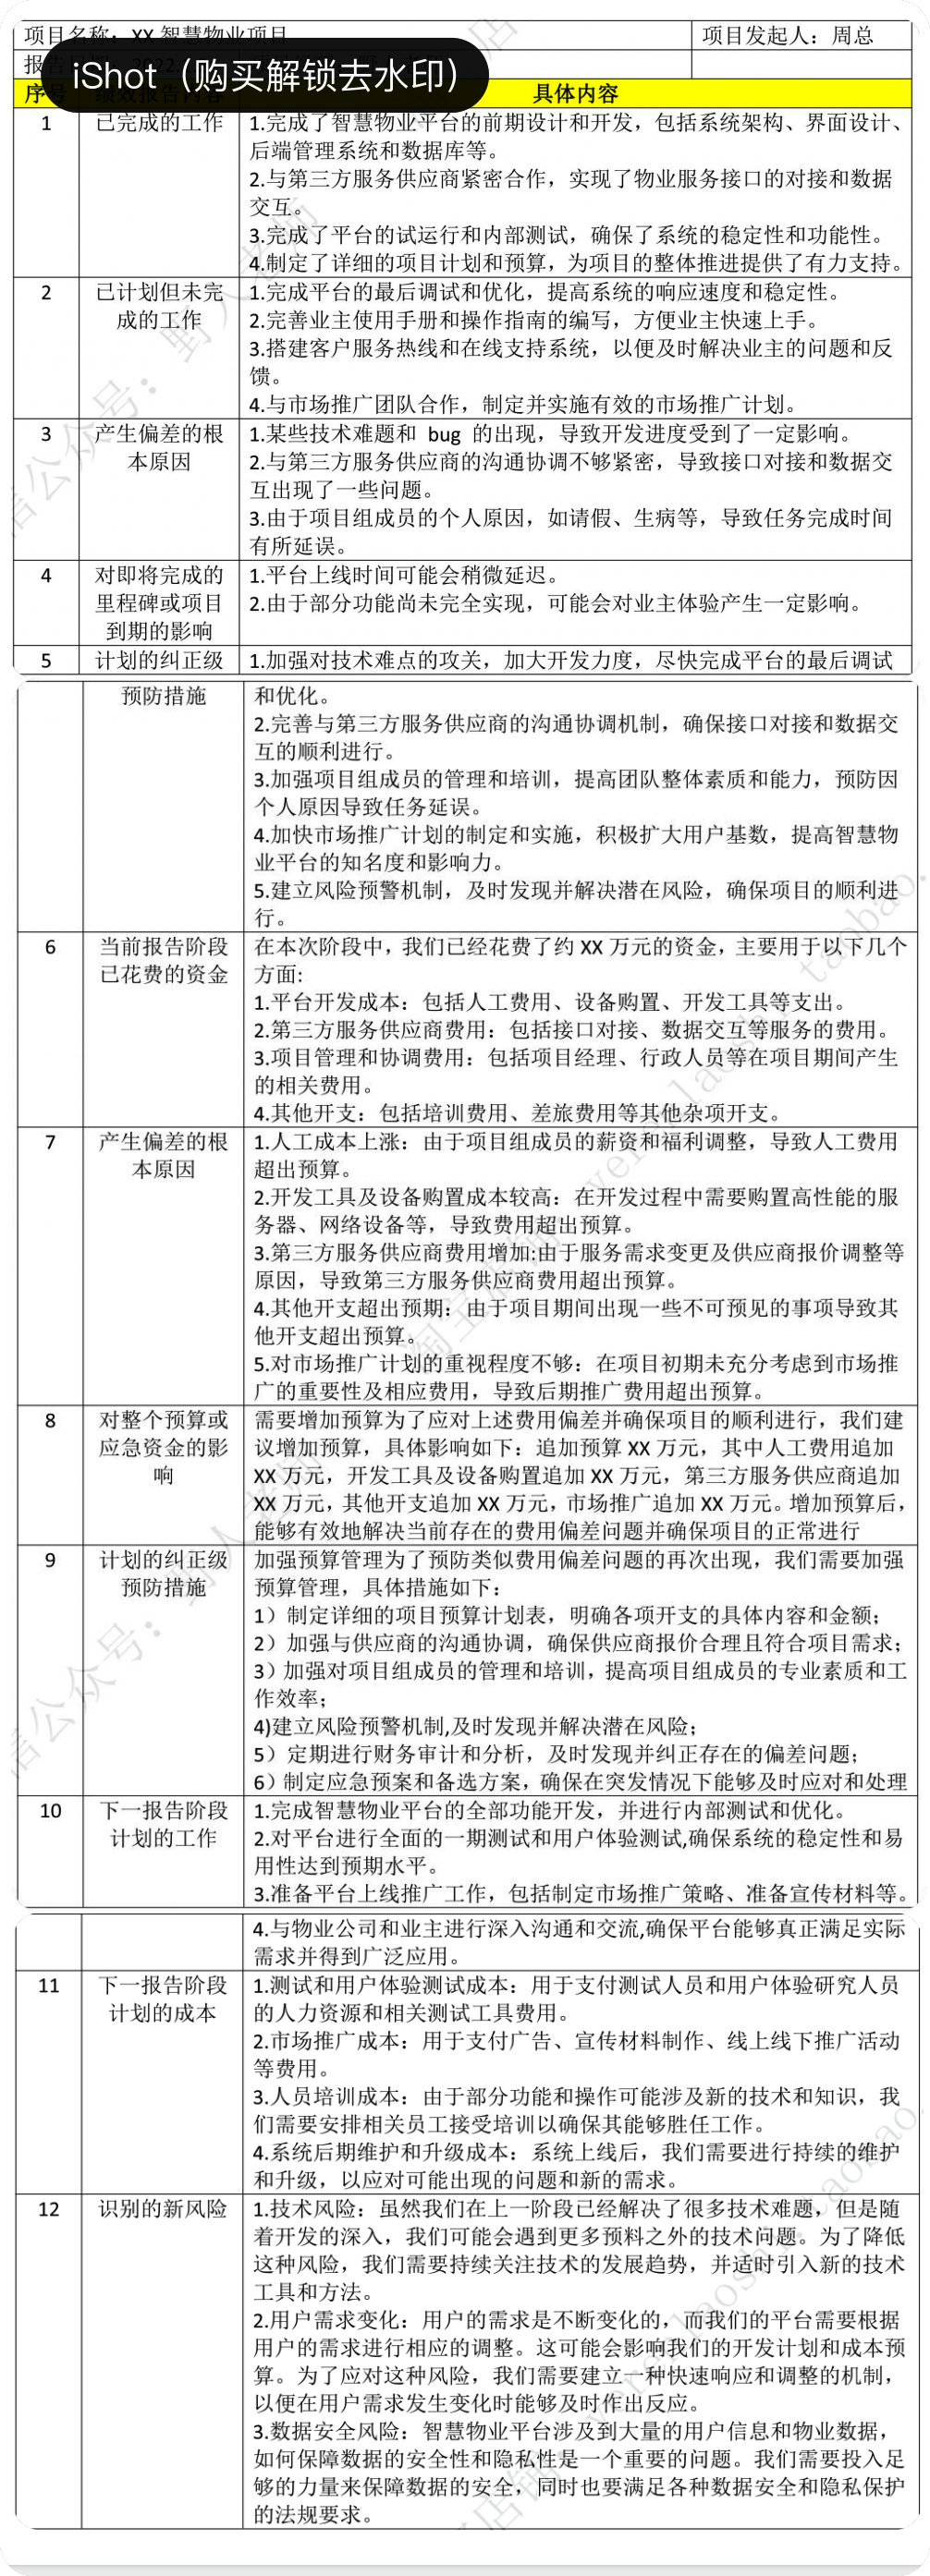 项目名称：XX 智慧物业项目
项目发起人：周总
报
iShot（购买解锁去水印）
序号
具体内容
1
已完成的工作
1.完成了智慧物业平台的前期设计和开发，包括系统架构、界面设计、
后端管理系统和数据库等。
2.与第三方服务供应商紧密合作，实现了物业服务接口的对接和数据
交互。
3.完成了平台的试运行和内部测试，确保了系统的稳定性和功能性。
4.制定了详细的项目计划和预算，为项目的整体推进提供了有力支持。
2
已计划但未完
成的工作
1.完成平台的最后调试和优化，提高系统的响应速度和稳定性。
2.完善业主使用手册和操作指南的编写，方便业主快速上手。
3.搭建客户服务热线和在线支持系统，以便及时解决业主的问题和反
馈。
4.与市场推广团队合作，制定并实施有效的市场推广计划。
3
产生偏差的根
本原因
1.某些技术难题和 bug 的出现，导致开发进度受到了一定影响。
2.与第三方服务供应商的沟通协调不够紧密，导致接口对接和数据交
互出现了一些问题。
3.由于项目组成员的个人原因，如请假、生病等，导致任务完成时间
有所延误。
4
对即将完成的
里程碑或项目
到期的影响
1.平台上线时间可能会稍微延迟。
2.由于部分功能尚未完全实现，可能会对业主体验产生一定影响。
5
计划的纠正级
预防措施
1.加强对技术难点的攻关，加大开发力度，尽快完成平台的最后调试
和优化。
2.完善与第三方服务供应商的沟通协调机制，确保接口对接和数据交
互的顺利进行。
3.加强项目组成员的管理和培训，提高团队整体素质和能力，预防因
个人原因导致任务延误。
4.加快市场推广计划的制定和实施，积极扩大用户基数，提高智慧物
业平台的知名度和影响力。
5.建立风险预警机制，及时发现并解决潜在风险，确保项目的顺利进
行。
6
当前报告阶段
已花费的资金
在本次阶段中，我们已经花费了约 XX 万元的资金，主要用于以下几个
方面:
1.平台开发成本：包括人工费用、设备购置、开发工具等支出。
2.第三方服务供应商费用：包括接口对接、数据交互等服务的费用。
3.项目管理和协调费用：包括项目经理、行政人员等在项目期间产生
的相关费用。
4.其他开支：包括培训费用、差旅费用等其他杂项开支。
7
产生偏差的根
本原因
1.人工成本上涨：由于项目组成员的薪资和福利调整，导致人工费用
超出预算。
2.开发工具及设备购置成本较高：在开发过程中需要购置高性能的服
务器、网络设备等，导致费用超出预算。
3.第三方服务供应商费用增加:由于服务需求变更及供应商报价调整等
原因，导致第三方服务供应商费用超出预算。
4.其他开支超出预期：由于项目期间出现一些不可预见的事项导致其
他开支超出预算。
5.对市场推广计划的重视程度不够：在项目初期未充分考虑到市场推
广的重要性及相应费用，导致后期推广费用超出预算。
8
对整个预算或
应急资金的影
响
需要增加预算为了应对上述费用偏差并确保项目的顺利进行，我们建
议增加预算，具体影响如下：追加预算 XX 万元，其中人工费用追加
XX 万元，开发工具及设备购置追加 XX 万元，第三方服务供应商追加
XX 万元，其他开支追加 XX 万元，市场推广追加 XX 万元。增加预算后，
能够有效地解决当前存在的费用偏差问题并确保项目的正常进行
9
计划的纠正级
预防措施
加强预算管理为了预防类似费用偏差问题的再次出现，我们需要加强
预算管理，具体措施如下：
1）制定详细的项目预算计划表，明确各项开支的具体内容和金额；
2）加强与供应商的沟通协调，确保供应商报价合理且符合项目需求；
3）加强对项目组成员的管理和培训，提高项目组成员的专业素质和工
作效率；
4)建立风险预警机制,及时发现并解决潜在风险；
5）定期进行财务审计和分析，及时发现并纠正存在的偏差问题；
6）制定应急预案和备选方案，确保在突发情况下能够及时应对和处理
10
下一报告阶段
计划的工作
1.完成智慧物业平台的全部功能开发，并进行内部测试和优化。
2.对平台进行全面的一期测试和用户体验测试,确保系统的稳定性和易
用性达到预期水平。
3.准备平台上线推广工作，包括制定市场推广策略、准备宣传材料等。
4.与物业公司和业主进行深入沟通和交流,确保平台能够真正满足实际
需求并得到广泛应用。
11
下一报告阶段
计划的成本
1.测试和用户体验测试成本：用于支付测试人员和用户体验研究人员
的人力资源和相关测试工具费用。
2.市场推广成本：用于支付广告、宣传材料制作、线上线下推广活动
等费用。
3.人员培训成本：由于部分功能和操作可能涉及新的技术和知识，我
们需要安排相关员工接受培训以确保其能够胜任工作。
4.系统后期维护和升级成本：系统上线后，我们需要进行持续的维护
和升级，以应对可能出现的问题和新的需求。
12
识别的新风险
1.技术风险：虽然我们在上一阶段已经解决了很多技术难题，但是随
着开发的深入，我们可能会遇到更多预料之外的技术问题。为了降低
这种风险，我们需要持续关注技术的发展趋势，并适时引入新的技术
工具和方法。
2.用户需求变化：用户的需求是不断变化的，而我们的平台需要根据
用户的需求进行相应的调整。这可能会影响我们的开发计划和成本预
算。为了应对这种风险，我们需要建立一种快速响应和调整的机制，
以便在用户需求发生变化时能够及时作出反应。
3.数据安全风险：智慧物业平台涉及到大量的用户信息和物业数据，
如何保障数据的安全性和隐私性是一个重要的问题。我们需要投入足
够的力量来保障数据的安全，同时也要满足各种数据安全和隐私保护
的法规要求。